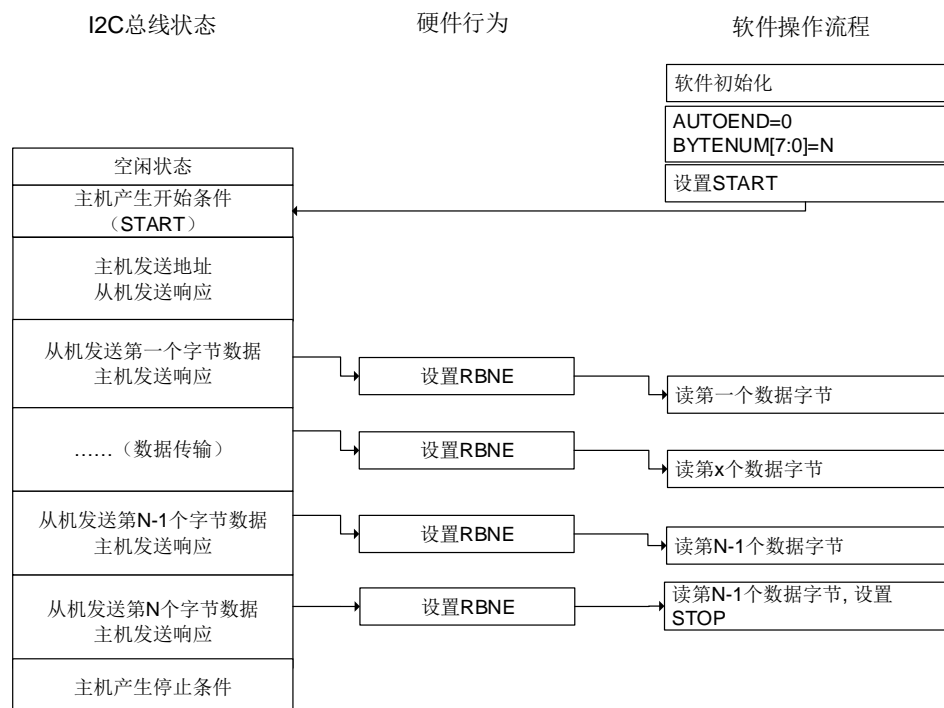 I2C总线状态
硬件行为
软件操作流程
软件初始化
AUTOEND=0
BYTENUM[7:0]=N
设置START
空闲状态
主机产生开始条件
（START）
主机发送地址
从机发送响应
从机发送第一个字节数据
主机发送响应
设置RBNE
读第一个数据字节
……（数据传输）
设置RBNE
读第x个数据字节
从机发送第N-1个字节数据
主机发送响应
设置RBNE
读第N-1个数据字节
从机发送第N个字节数据
主机发送响应
设置RBNE
读第N-1个数据字节, 设置
STOP
主机产生停止条件